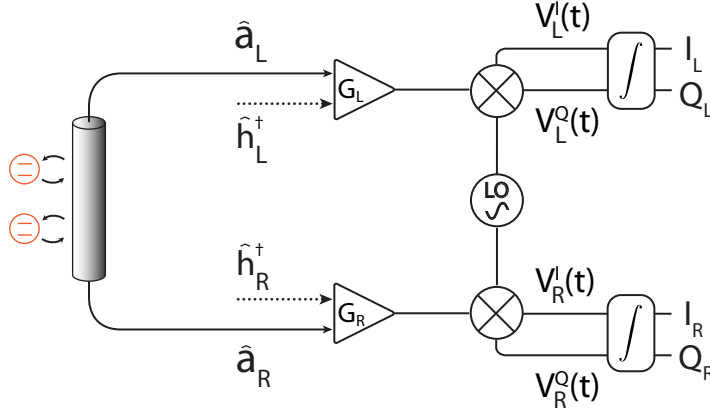 V_L^I(t)
â_L
I_L
G_L
Q_L
ĥ_L^†
V_L^Q(t)
LO
ĥ_R^†
V_R^I(t)
G_R
I_R
Q_R
â_R
V_R^Q(t)